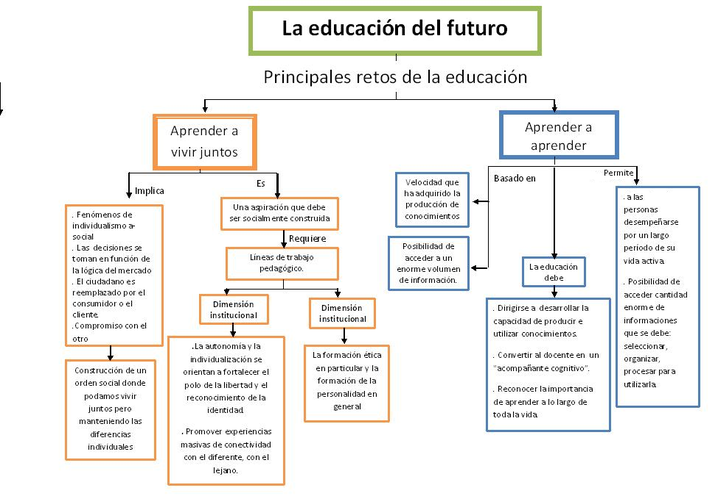 La educación del futuro
Principales retos de la educación
Aprender a
vivir juntos
Implica
. Fenómenos de
individualismo a-
social
. Las decisiones se
toman en función de
la lógica del mercado
. El ciudadano es
reemplazado por el
consumidor o el
cliente.
.Compromiso con el
otro
Construcción de un
orden social donde
podamos vivir
juntos pero
manteniendo las
diferencias
individuales
Es
Una aspiración que debe
ser socialmente construida
Requiere
Líneas de trabajo
pedagógico.
Dimensión
institucional
.La autonomía y la
individualización se
orientan a fortalecer el
polo de la libertad y el
reconocimiento de la
identidad.
. Promover experiencias
masivas de conectividad
con el diferente, con el
lejano.
Dimensión
institucional
La formación ética
en particular y la
formación de la
personalidad en
general
Aprender a
aprender
Basado en
Velocidad que
ha adquirido la
producción de
conocimientos
Posibilidad de
acceder a un
enorme volumen
de información.
La educación
debe
. Dirigirse a desarrollar la
capacidad de producir e
utilizar conocimientos.
. Convertir al docente en un
“acompañante cognitivo”.
. Reconocer la importancia
de aprender a lo largo de
toda la vida.
Permite
. a las
personas
desempeñarse
por un largo
periodo de su
vida activa.
. Posibilidad de
acceder cantidad
enorme de
informaciones
que se debe:
seleccionar,
organizar,
procesar para
utilizarla.